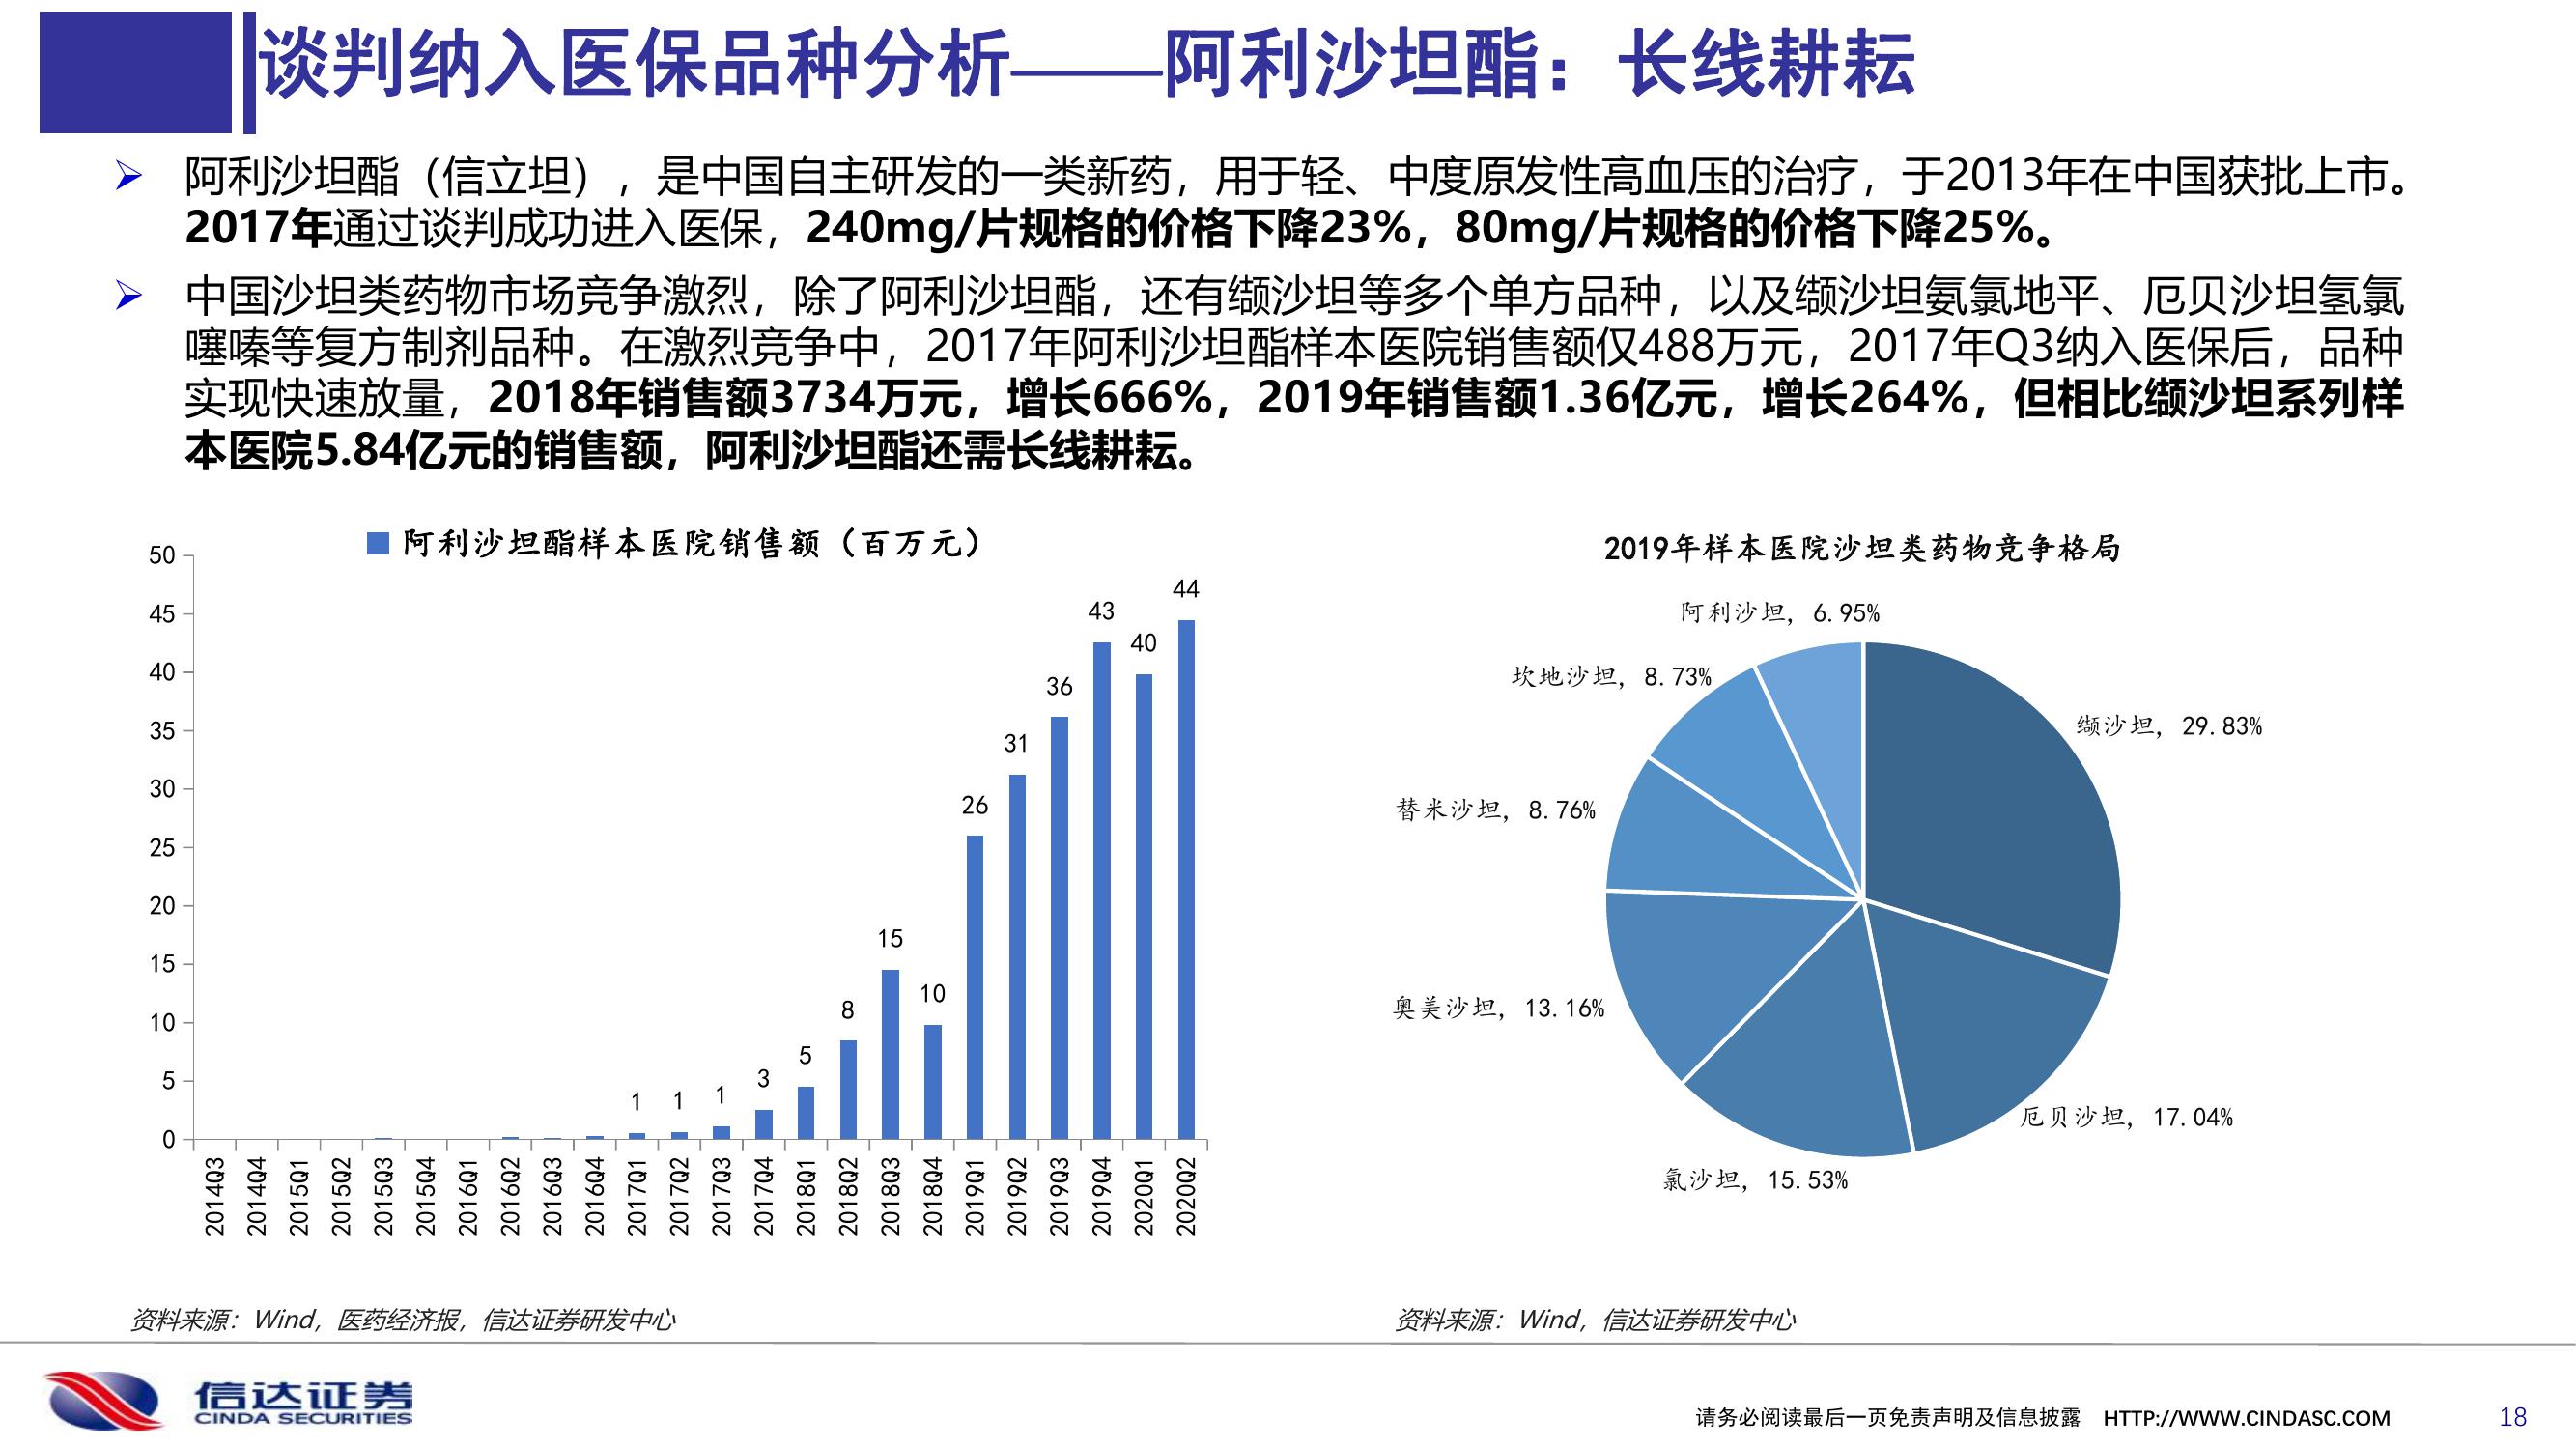 谈判纳入医保品种分析——阿利沙坦酯：长线耕耘
阿利沙坦酯（信立坦），是中国自主研发的一类新药，用于轻、中度原发性高血压的治疗，于2013年在中国获批上市。
2017年通过谈判成功进入医保，240mg/片规格的价格下降23%，80mg/片规格的价格下降25%。
中国沙坦类药物市场竞争激烈，除了阿利沙坦酯，还有缬沙坦等多个单方品种，以及缬沙坦氨氯地平、厄贝沙坦氢氯
噻嗪等复方制剂品种。在激烈竞争中，2017年阿利沙坦酯样本医院销售额仅488万元，2017年Q3纳入医保后，品种
实现快速放量，2018年销售额3734万元，增长666%，2019年销售额1.36亿元，增长264%，但相比缬沙坦系列样
本医院5.84亿元的销售额，阿利沙坦酯还需长线耕耘。
阿利沙坦酯样本医院销售额（百万元）
50
45
40
35
30
25
20
15
10
5
0
1
1
1
3
5
8
15
10
26
31
36
43
40
44
2014Q3
2014Q4
2015Q1
2015Q2
2015Q3
2015Q4
2016Q1
2016Q2
2016Q3
2016Q4
2017Q1
2017Q2
2017Q3
2017Q4
2018Q1
2018Q2
2018Q3
2018Q4
2019Q1
2019Q2
2019Q3
2019Q4
2020Q1
2020Q2
资料来源：Wind，医药经济报，信达证券研发中心
2019年样本医院沙坦类药物竞争格局
阿利沙坦, 6.95%
坎地沙坦, 8.73%
缬沙坦, 29.83%
替米沙坦, 8.76%
奥美沙坦, 13.16%
厄贝沙坦, 17.04%
氯沙坦, 15.53%
资料来源：Wind，信达证券研发中心
信达证券
CINDA SECURITIES
请务必阅读最后一页免责声明及信息披露 HTTP://WWW.CINDASC.COM 18